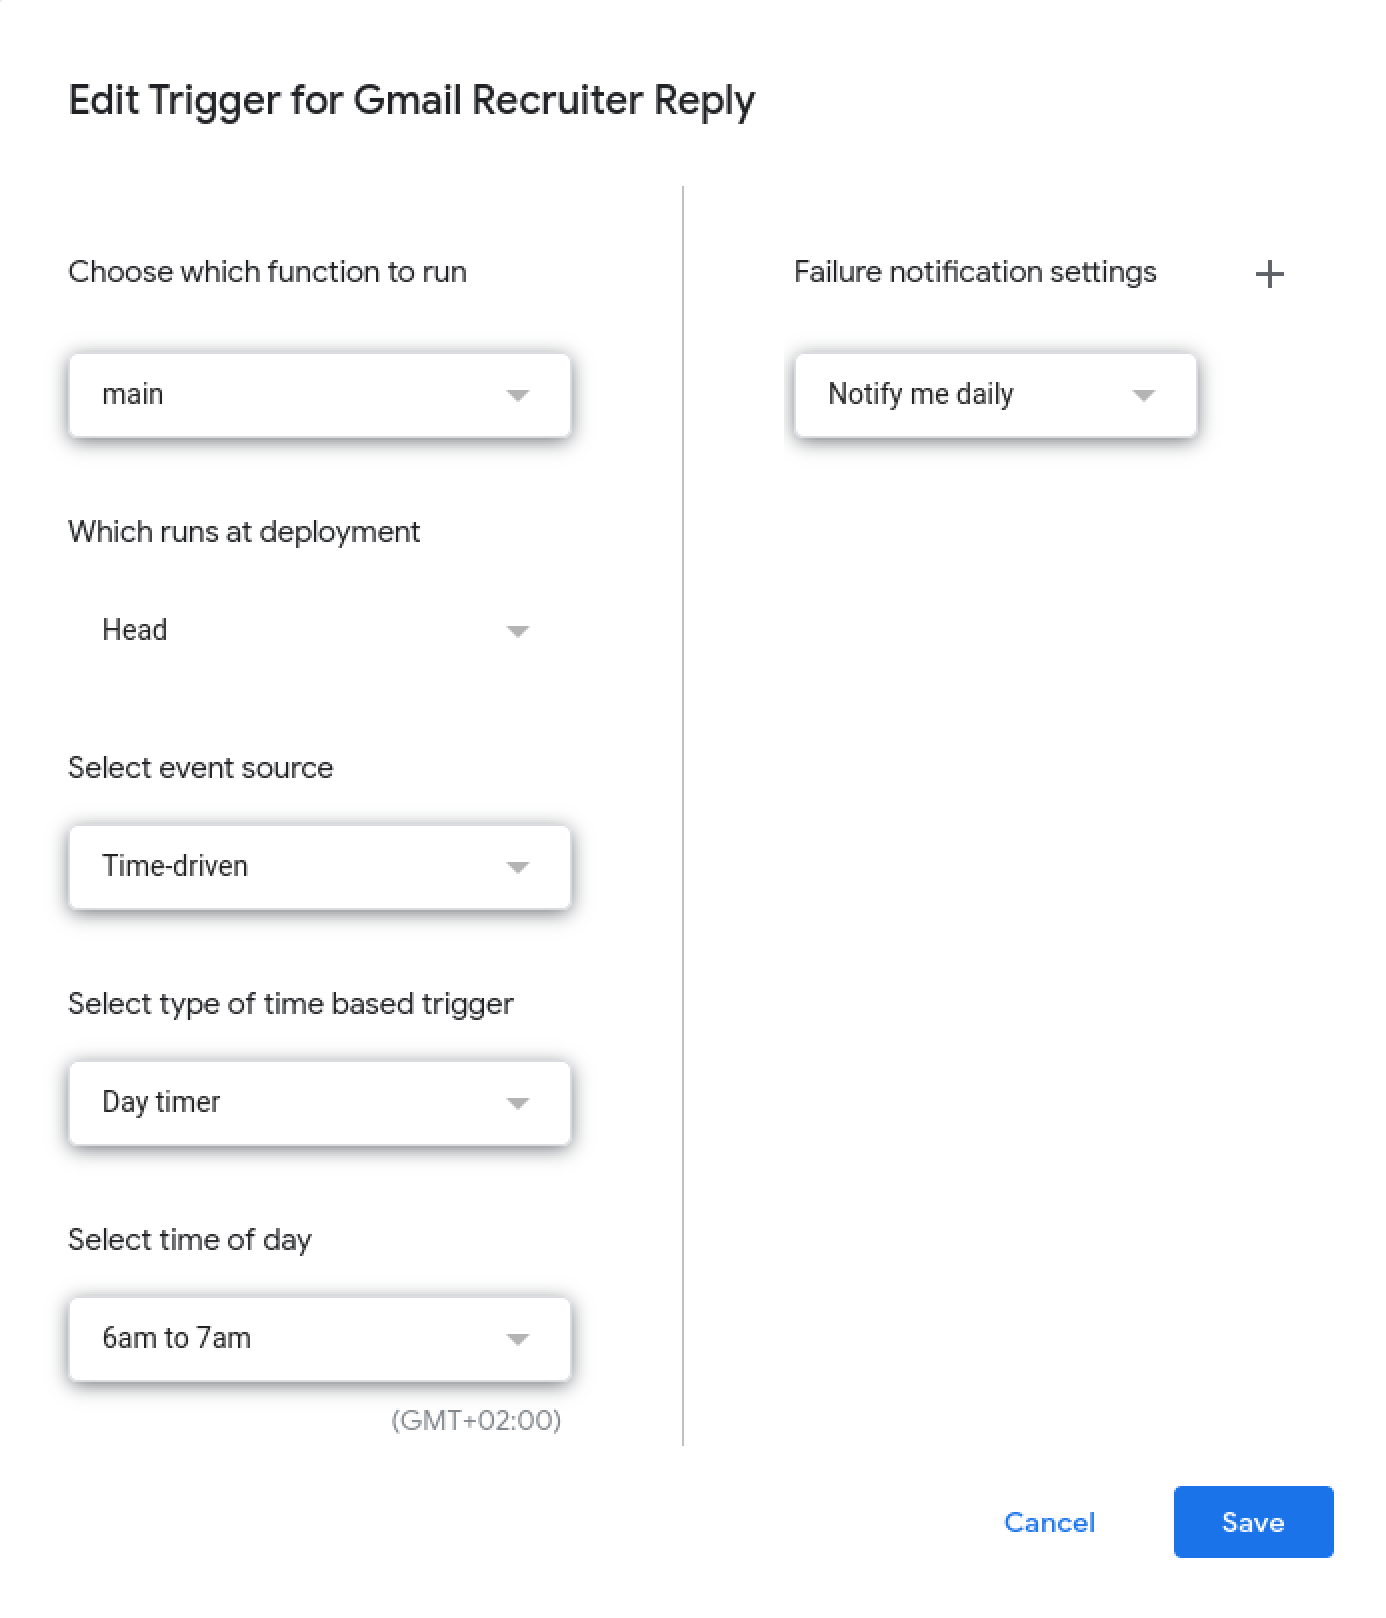 Edit Trigger for Gmail Recruiter Reply
Choose which function to run
main
Which runs at deployment
Head
Select event source
Time-driven
Select type of time based trigger
Day timer
Select time of day
6am to 7am
(GMT+02:00)
Failure notification settings
Notify me daily
Cancel
Save